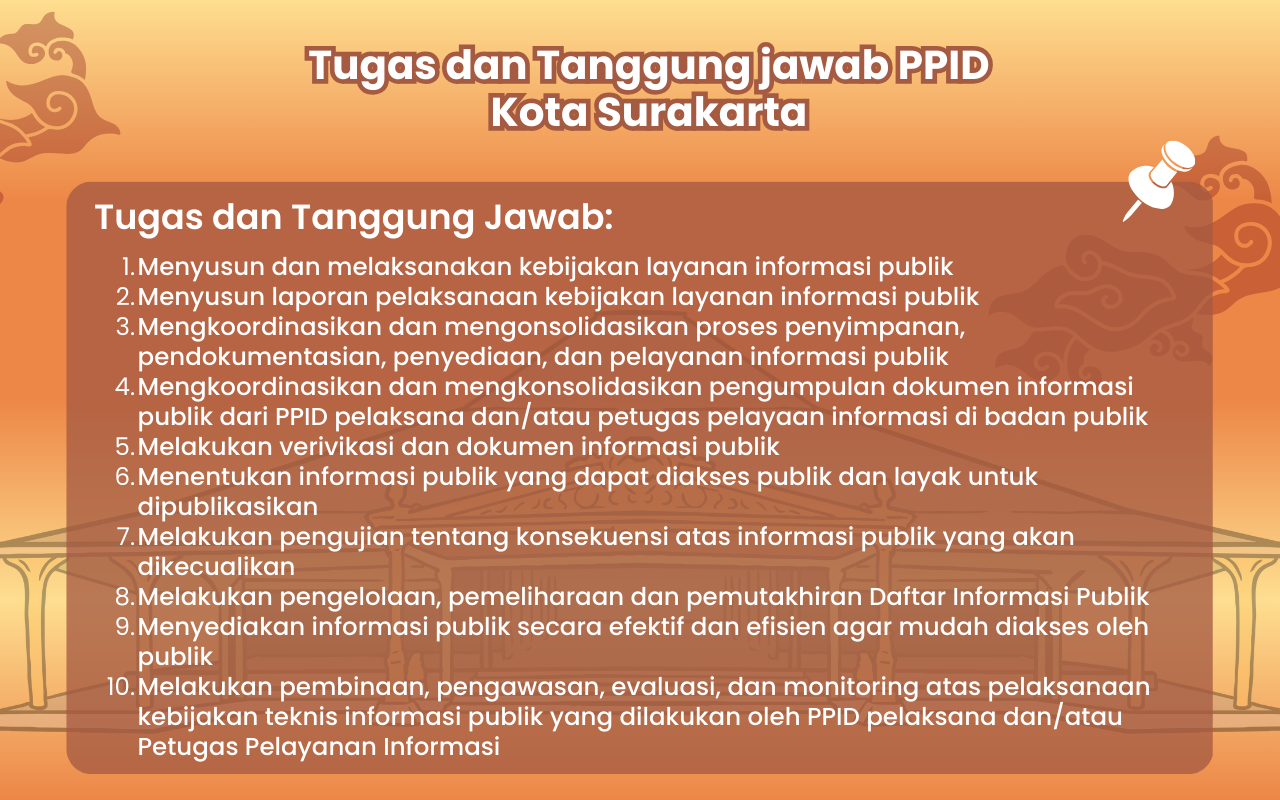 Tugas dan Tanggung jawab PPID
Kota Surakarta
Tugas dan Tanggung Jawab:
1. Menyusun dan melaksanakan kebijakan layanan informasi publik
2. Menyusun laporan pelaksanaan kebijakan layanan informasi publik
3. Mengkoordinasikan dan mengonsolidasikan proses penyimpanan,
pendokumentasian, penyediaan, dan pelayanan informasi publik
4. Mengkoordinasikan dan mengkonsolidasikan pengumpulan dokumen informasi
publik dari PPID pelaksana dan/atau petugas pelayaan informasi di badan publik
5. Melakukan verivikasi dan dokumen informasi publik
6. Menentukan informasi publik yang dapat diakses publik dan layak untuk
dipublikasikan
7. Melakukan pengujian tentang konsekuensi atas informasi publik yang akan
dikecualikan
8. Melakukan pengelolaan, pemeliharaan dan pemutakhiran Daftar Informasi Publik
9. Menyediakan informasi publik secara efektif dan efisien agar mudah diakses oleh
publik
10. Melakukan pembinaan, pengawasan, evaluasi, dan monitoring atas pelaksanaan
kebijakan teknis informasi publik yang dilakukan oleh PPID pelaksana dan/atau
Petugas Pelayanan Informasi